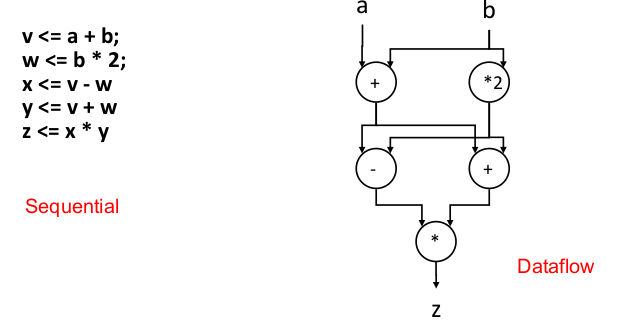 v <= a + b;
w <= b * 2;
x <= v - w
y <= v + w
z <= x * y
Sequential
a
b
+
*2
-
+
*
Dataflow
z